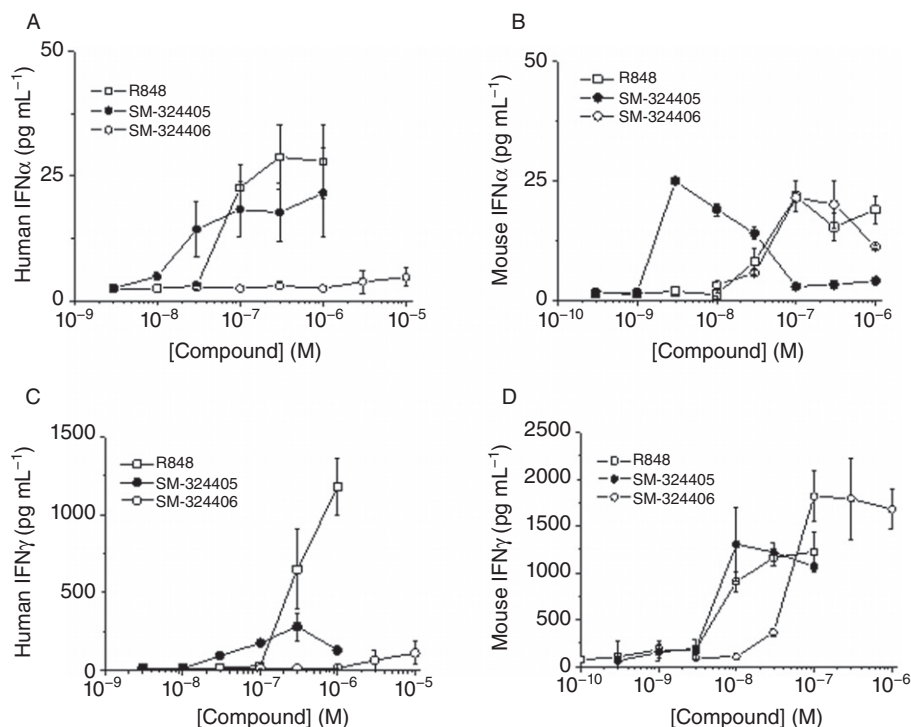 A
Human IFNα (pg mL⁻¹)
50
25
0
R848
SM-324405
SM-324406
10⁻⁹ 10⁻⁸ 10⁻⁷ 10⁻⁶ 10⁻⁵
[Compound] (M)
B
Mouse IFNα (pg mL⁻¹)
50
25
0
R848
SM-324405
SM-324406
10⁻¹⁰ 10⁻⁹ 10⁻⁸ 10⁻⁷ 10⁻⁶
[Compound] (M)
C
Human IFNγ (pg mL⁻¹)
1500
1000
500
0
R848
SM-324405
SM-324406
10⁻⁹ 10⁻⁸ 10⁻⁷ 10⁻⁶ 10⁻⁵
[Compound] (M)
D
Mouse IFNγ (pg mL⁻¹)
2500
2000
1500
1000
500
0
R848
SM-324405
SM-324406
10⁻¹⁰ 10⁻⁹ 10⁻⁸ 10⁻⁷ 10⁻⁶
[Compound] (M)